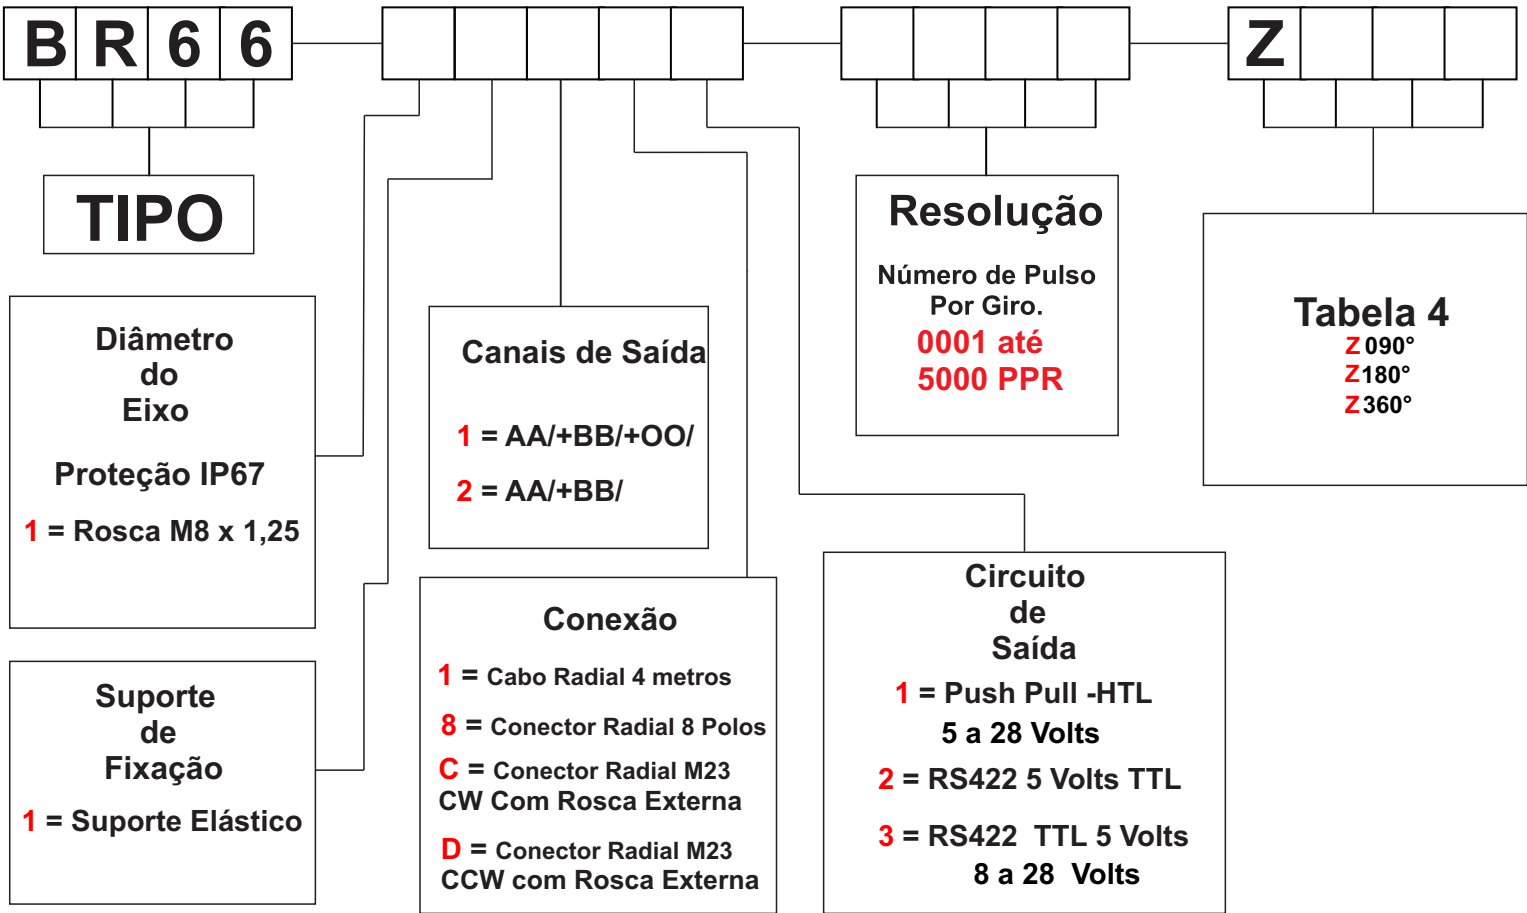 BR66
Z
TIPO
Diâmetro
do
Eixo
Proteção IP67
1 = Rosca M8 x 1,25
Suporte
de
Fixação
1 = Suporte Elástico
Canais de Saída
1 = AA/+BB/+OO/
2 = AA/+BB/
Conexão
1 = Cabo Radial 4 metros
8 = Conector Radial 8 Polos
C = Conector Radial M23
CW Com Rosca Externa
D = Conector Radial M23
CCW com Rosca Externa
Resolução
Número de Pulso
Por Giro.
0001 até
5000 PPR
Circuito
de
Saída
1 = Push Pull -HTL
5 a 28 Volts
2 = RS422 5 Volts TTL
3 = RS422 TTL 5 Volts
8 a 28 Volts
Tabela 4
Z 090°
Z180°
Z 360°